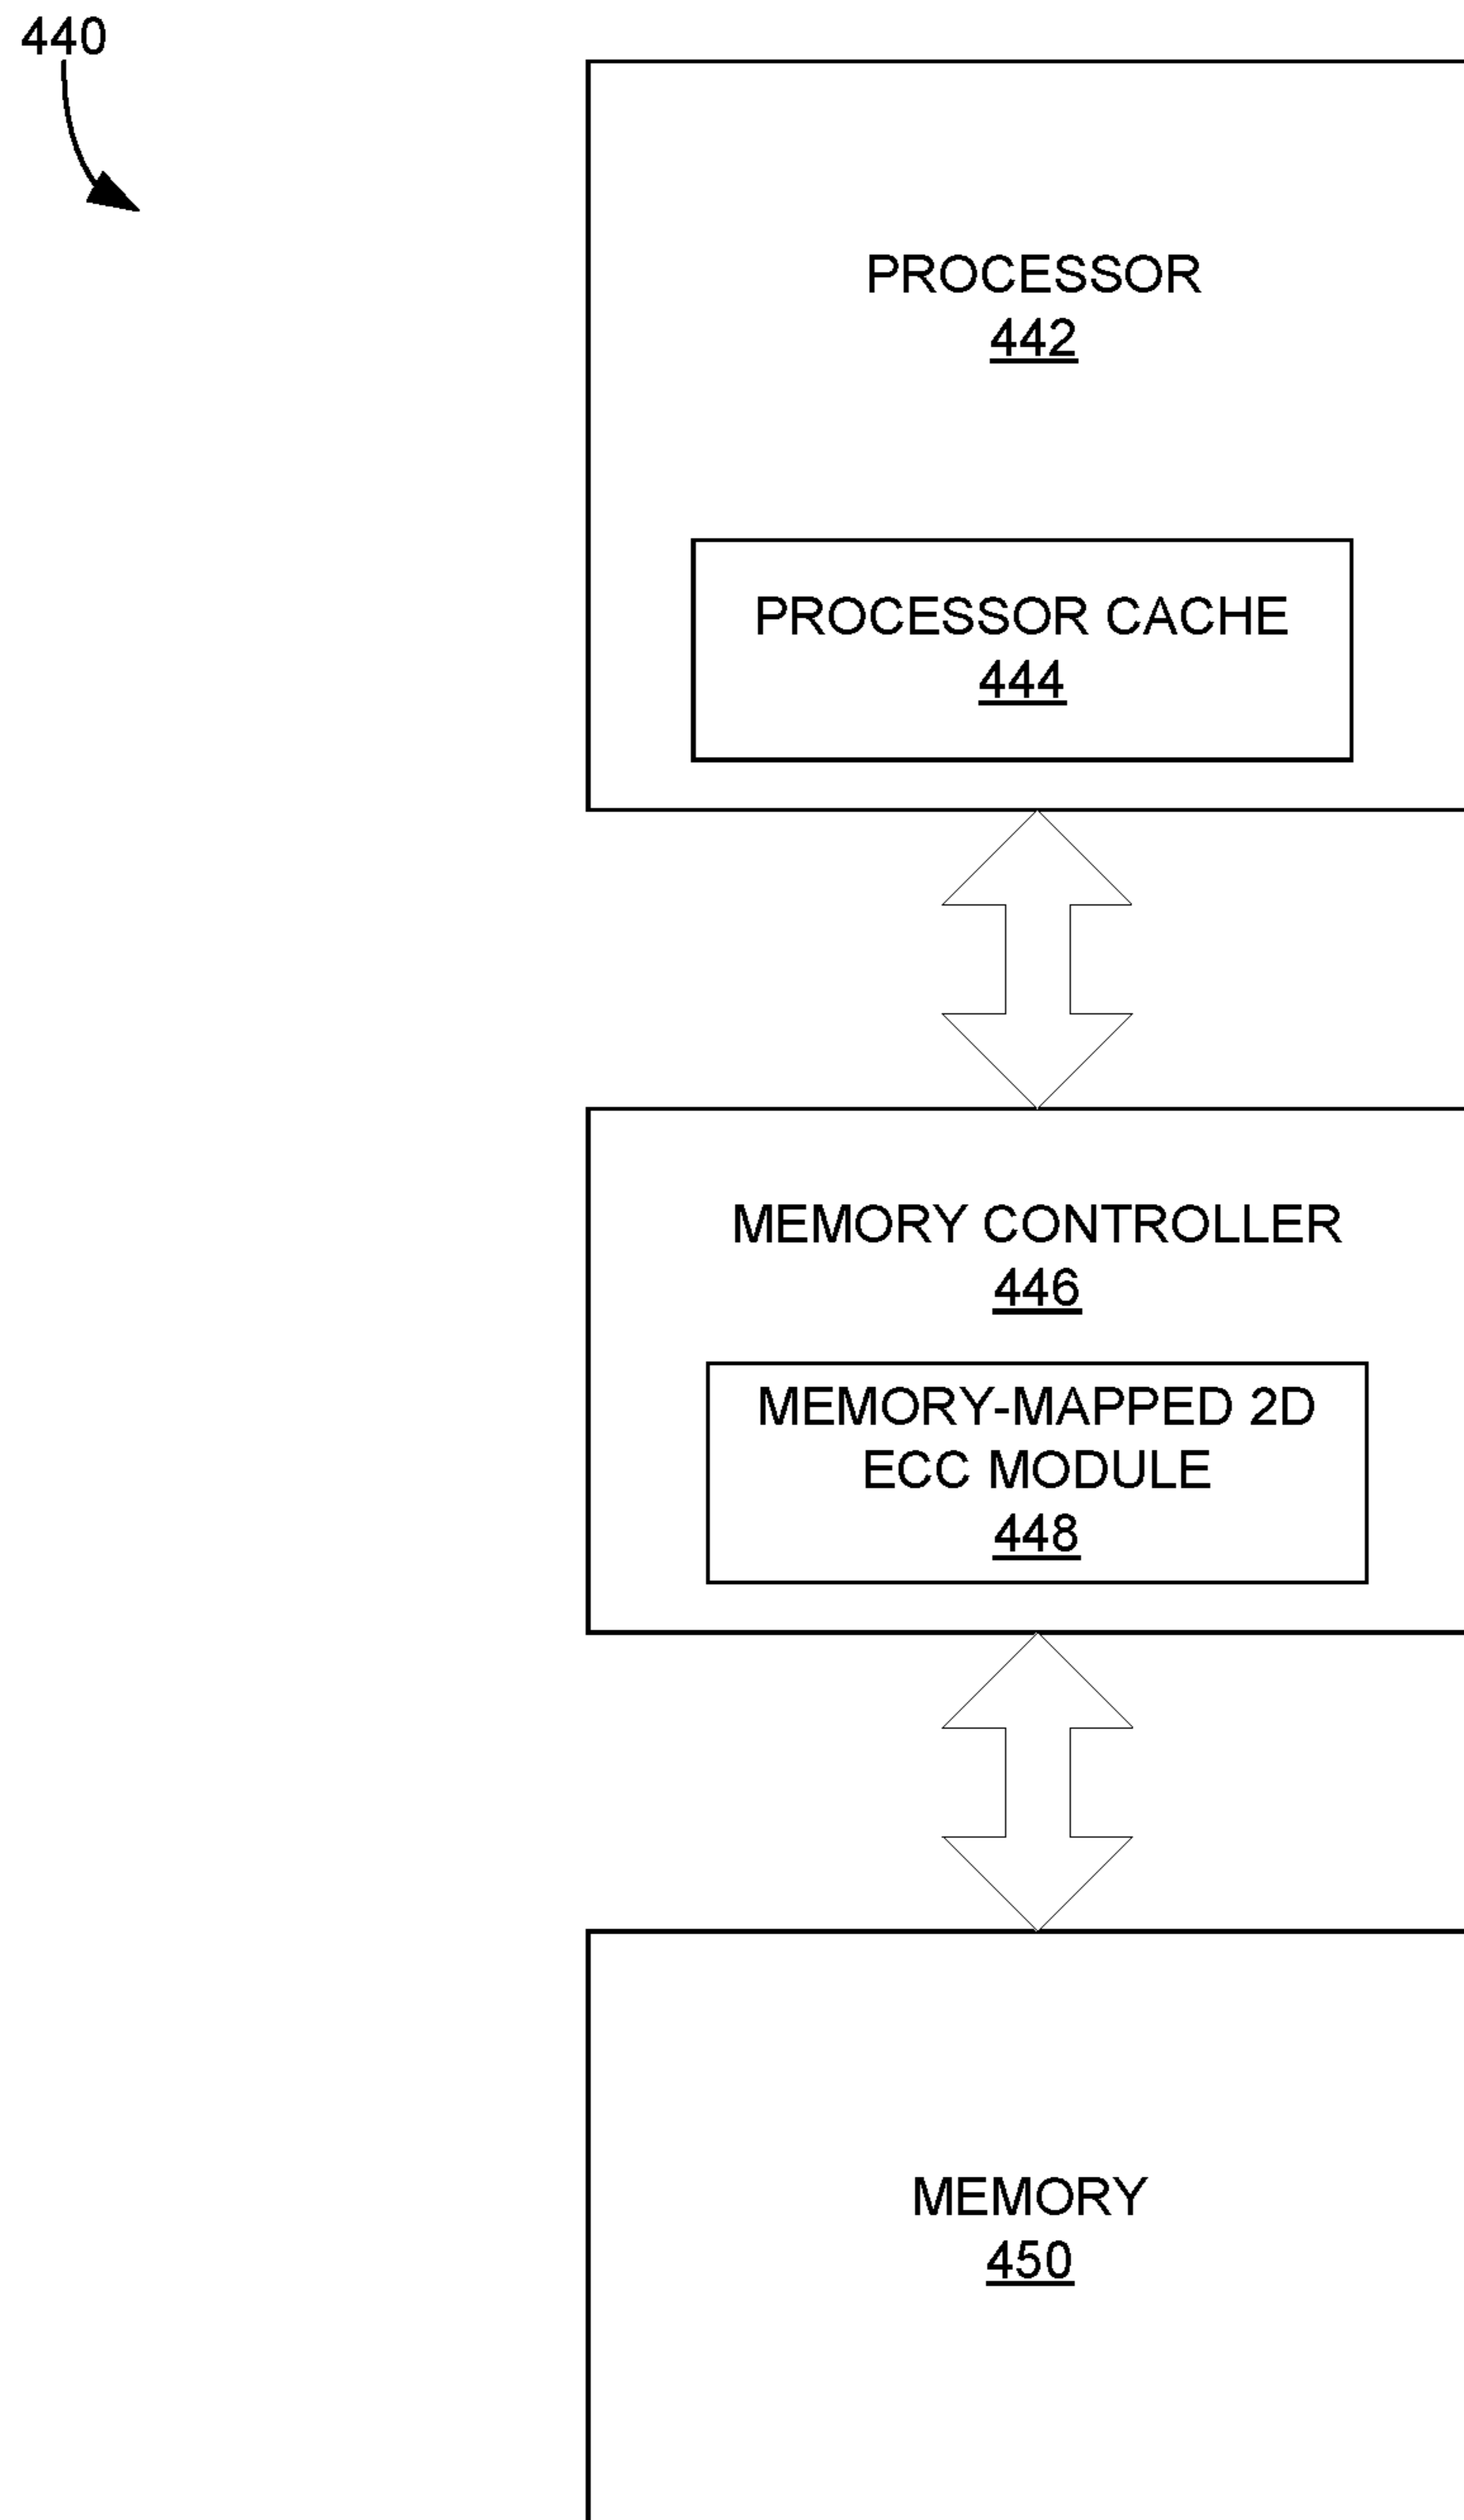 440
PROCESSOR
442
PROCESSOR CACHE
444
MEMORY CONTROLLER
446
MEMORY-MAPPED 2D
ECC MODULE
448
MEMORY
450